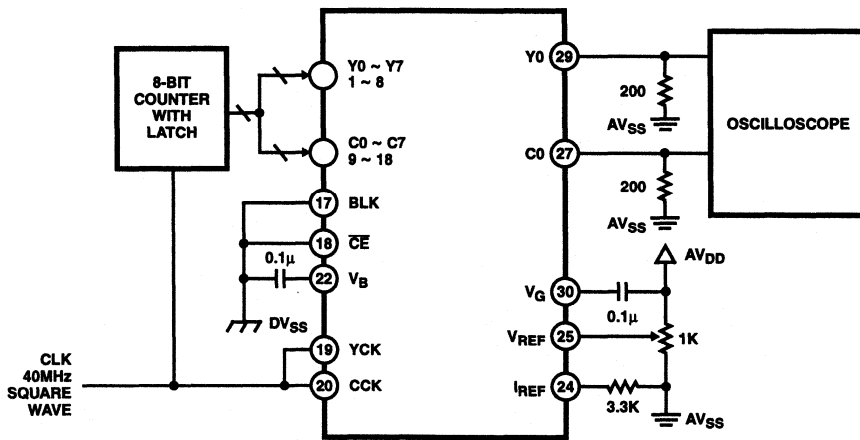 8-BIT
COUNTER
WITH
LATCH
Y0 ~ Y7
1 ~ 8
C0 ~ C7
9 ~ 18
17 BLK
18 CE
0.1μ
22 VB
DVSS
19 YCK
20 CCK
CLK
40MHz
SQUARE
WAVE
Y0 29
200
AVSS
C0 27
200
AVSS
OSCILLOSCOPE
AVDD
VG 30
0.1μ
VREF 25
1K
IREF 24
3.3K
AVSS